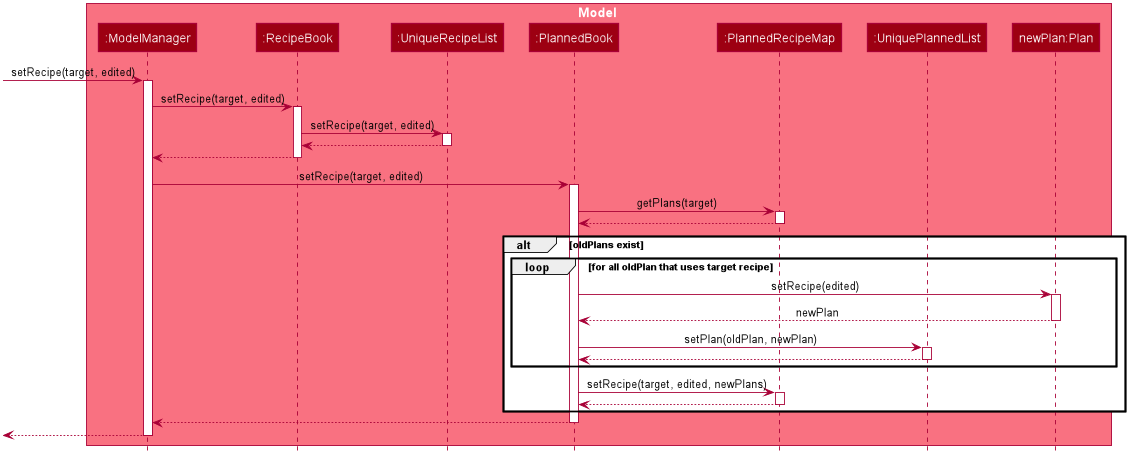 Model
:ModelManager
:RecipeBook
:UniqueRecipeList
:PlannedBook
:PlannedRecipeMap
:UniquePlannedList
newPlan:Plan
setRecipe(target, edited)
setRecipe(target, edited)
setRecipe(target, edited)
setRecipe(target, edited)
getPlans(target)
alt [oldPlans exist]
loop [for all oldPlan that uses target recipe]
setRecipe(edited)
newPlan
setPlan(oldPlan, newPlan)
setRecipe(target, edited, newPlans)